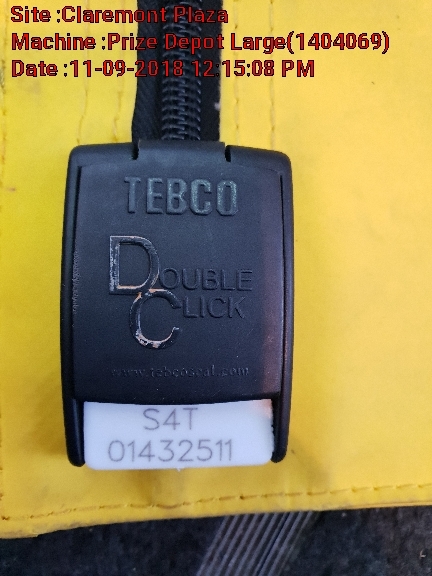 Site :Claremont Plaza
Machine :Prize Depot Large(1404069)
Date :11-09-2018 12:15:08 PM
TEBCO
DOUBLE
CLICK
www.tebcoseal.com
S4T
01432511